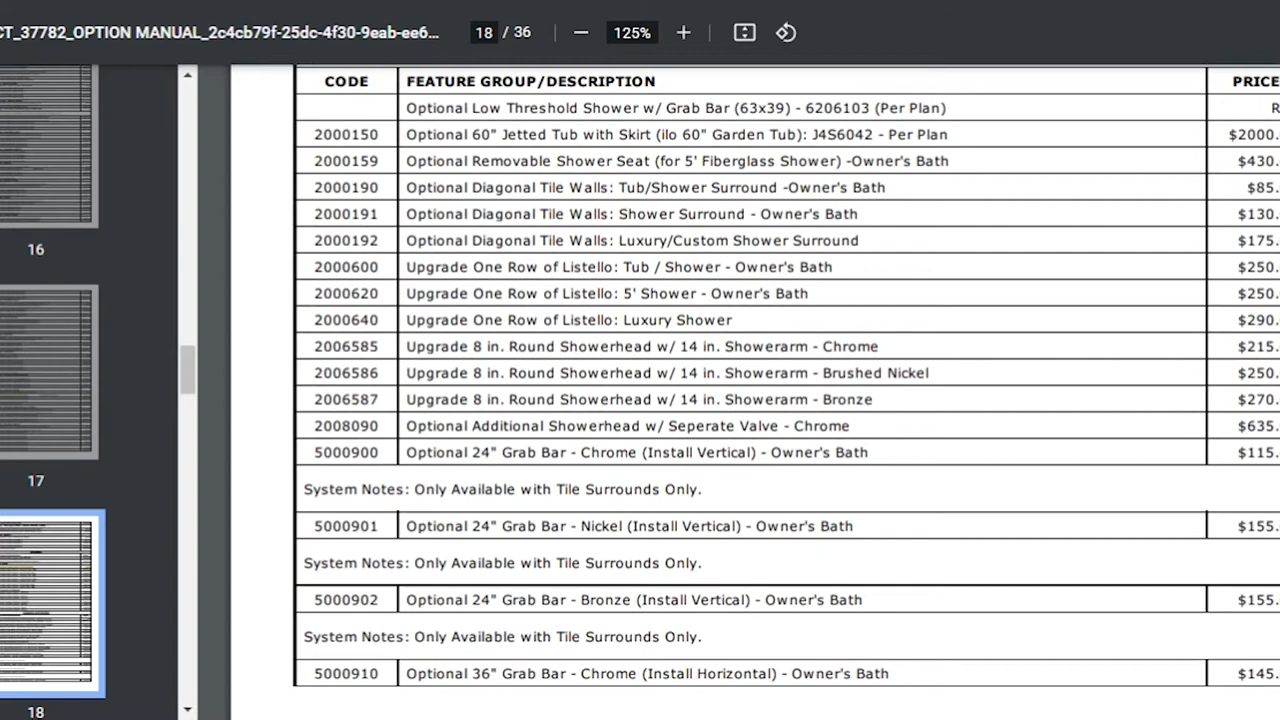 CT_37782_OPTION MANUAL_2c4cb79f-25dc-4f30-9eab-ee6... 18 / 36 — 125% +
CODE FEATURE GROUP/DESCRIPTION PRICE
Optional Low Threshold Shower w/ Grab Bar (63x39) - 6206103 (Per Plan) R
2000150 Optional 60" Jetted Tub with Skirt (ilo 60" Garden Tub): J4S6042 - Per Plan $2000.
2000159 Optional Removable Shower Seat (for 5' Fiberglass Shower) -Owner's Bath $430.
2000190 Optional Diagonal Tile Walls: Tub/Shower Surround -Owner's Bath $85.
2000191 Optional Diagonal Tile Walls: Shower Surround - Owner's Bath $130.
2000192 Optional Diagonal Tile Walls: Luxury/Custom Shower Surround $175.
2000600 Upgrade One Row of Listello: Tub / Shower - Owner's Bath $250.
2000620 Upgrade One Row of Listello: 5' Shower - Owner's Bath $250.
2000640 Upgrade One Row of Listello: Luxury Shower $290.
2006585 Upgrade 8 in. Round Showerhead w/ 14 in. Showerarm - Chrome $215.
2006586 Upgrade 8 in. Round Showerhead w/ 14 in. Showerarm - Brushed Nickel $250.
2006587 Upgrade 8 in. Round Showerhead w/ 14 in. Showerarm - Bronze $270.
2008090 Optional Additional Showerhead w/ Seperate Valve - Chrome $635.
5000900 Optional 24" Grab Bar - Chrome (Install Vertical) - Owner's Bath $115.
System Notes: Only Available with Tile Surrounds Only.
5000901 Optional 24" Grab Bar - Nickel (Install Vertical) - Owner's Bath $155.
System Notes: Only Available with Tile Surrounds Only.
5000902 Optional 24" Grab Bar - Bronze (Install Vertical) - Owner's Bath $155.
System Notes: Only Available with Tile Surrounds Only.
5000910 Optional 36" Grab Bar - Chrome (Install Horizontal) - Owner's Bath $145.
16
17
18